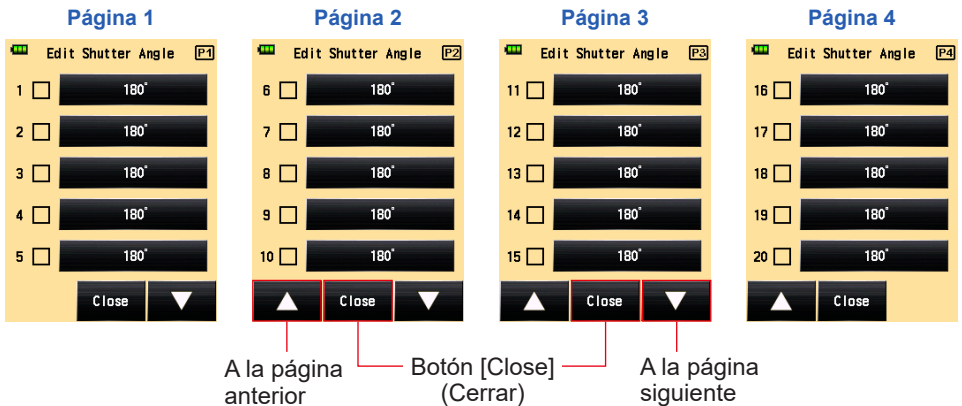 Página 1
Edit Shutter Angle P1
1 180°
2 180°
3 180°
4 180°
5 180°
Close
Página 2
Edit Shutter Angle P2
6 180°
7 180°
8 180°
9 180°
10 180°
Close
Página 3
Edit Shutter Angle P3
11 180°
12 180°
13 180°
14 180°
15 180°
Close
Página 4
Edit Shutter Angle P4
16 180°
17 180°
18 180°
19 180°
20 180°
Close
A la página
anterior
Botón [Close]
(Cerrar)
A la página
siguiente